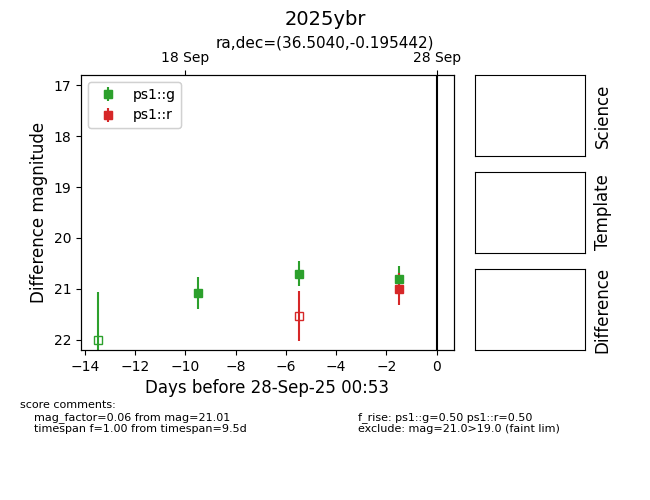 2025ybr
ra,dec=(36.5040,-0.195442)
18 Sep
28 Sep
ps1::g
ps1::r
17
18
19
20
21
22
Difference magnitude
−14
−12
−10
−8
−6
−4
−2
0
Days before 28-Sep-25 00:53
Science
Template
Difference
score comments:
mag_factor=0.06 from mag=21.01
timespan f=1.00 from timespan=9.5d
f_rise: ps1::g=0.50 ps1::r=0.50
exclude: mag=21.0>19.0 (faint lim)